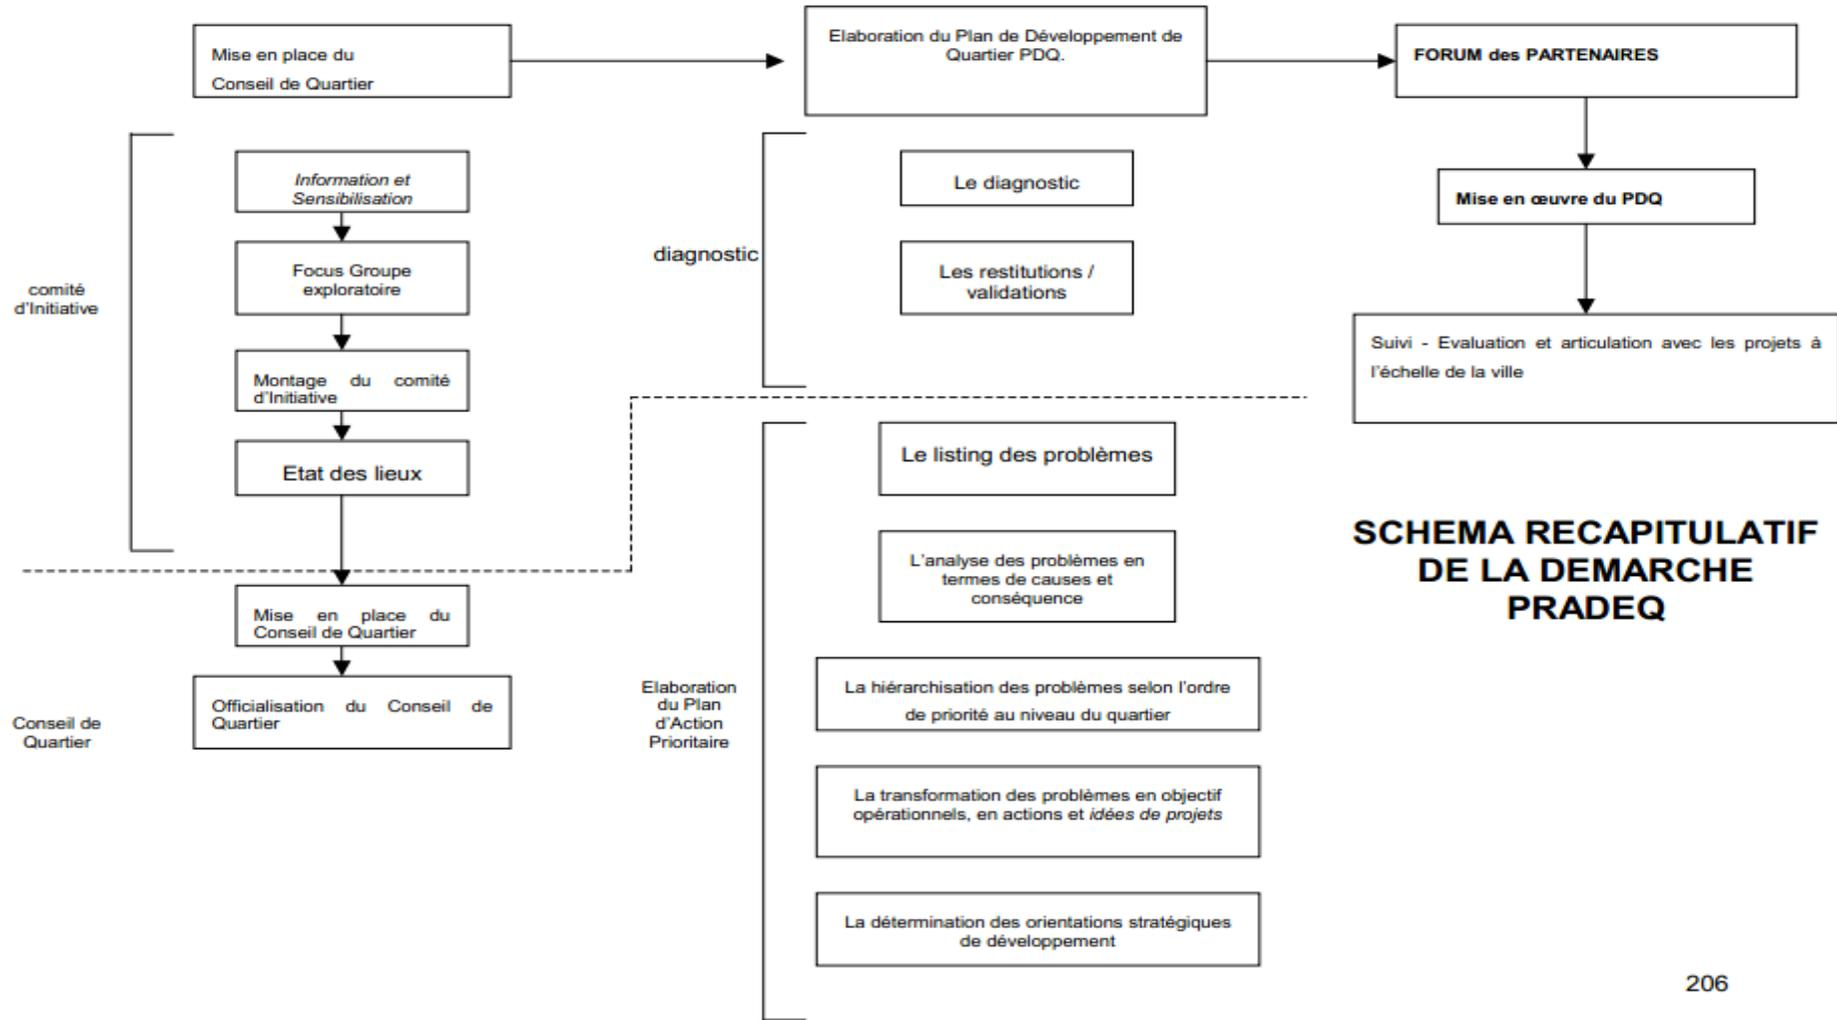 Mise en place du
Conseil de Quartier
Elaboration du Plan de Développement de
Quartier PDQ.
FORUM des PARTENAIRES
comité
d'Initiative
Information et
Sensibilisation
Focus Groupe
exploratoire
Montage du comité
d'Initiative
Etat des lieux
Mise en place du
Conseil de Quartier
Officialisation du Conseil de
Quartier
Conseil de
Quartier
diagnostic
Le diagnostic
Les restitutions /
validations
Elaboration
du Plan
d'Action
Prioritaire
Le listing des problèmes
L'analyse des problèmes en
termes de causes et
conséquence
La hiérarchisation des problèmes selon l'ordre
de priorité au niveau du quartier
La transformation des problèmes en objectif
opérationnels, en actions et idées de projets
La détermination des orientations stratégiques
de développement
Mise en œuvre du PDQ
Suivi - Evaluation et articulation avec les projets à
l'échelle de la ville
SCHEMA RECAPITULATIF
DE LA DEMARCHE
PRADEQ
206